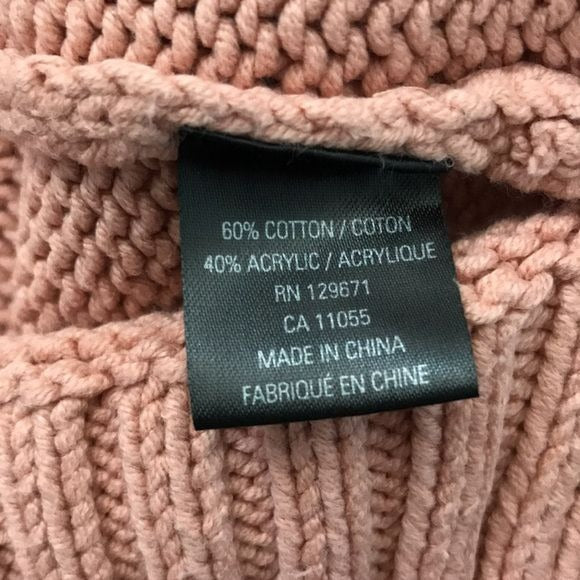 60% COTTON / COTON
40% ACRYLIC / ACRYLIQUE
RN 129671
CA 11055
MADE IN CHINA
FABRIQUÉ EN CHINE